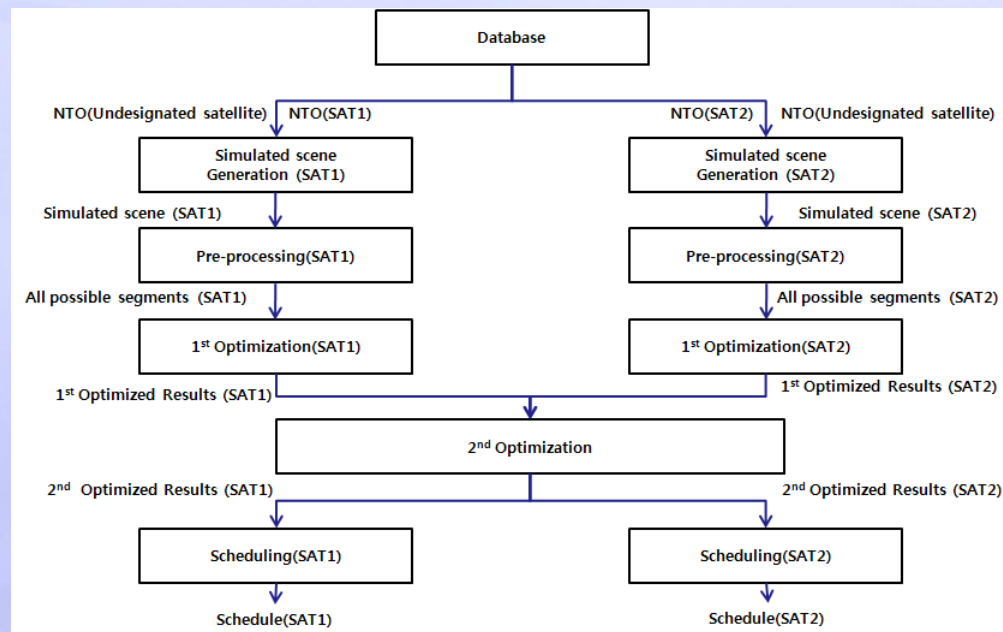 Database
NTO(Undesignated satellite) NTO(SAT1) NTO(SAT2) NTO(Undesignated satellite)
Simulated scene
Generation (SAT1)
Simulated scene
Generation (SAT2)
Simulated scene (SAT1) Simulated scene (SAT2)
Pre-processing(SAT1) Pre-processing(SAT2)
All possible segments (SAT1) All possible segments (SAT2)
1st Optimization(SAT1) 1st Optimization(SAT2)
1st Optimized Results (SAT1) 1st Optimized Results (SAT2)
2nd Optimization
2nd Optimized Results (SAT1) 2nd Optimized Results (SAT2)
Scheduling(SAT1) Scheduling(SAT2)
Schedule(SAT1) Schedule(SAT2)